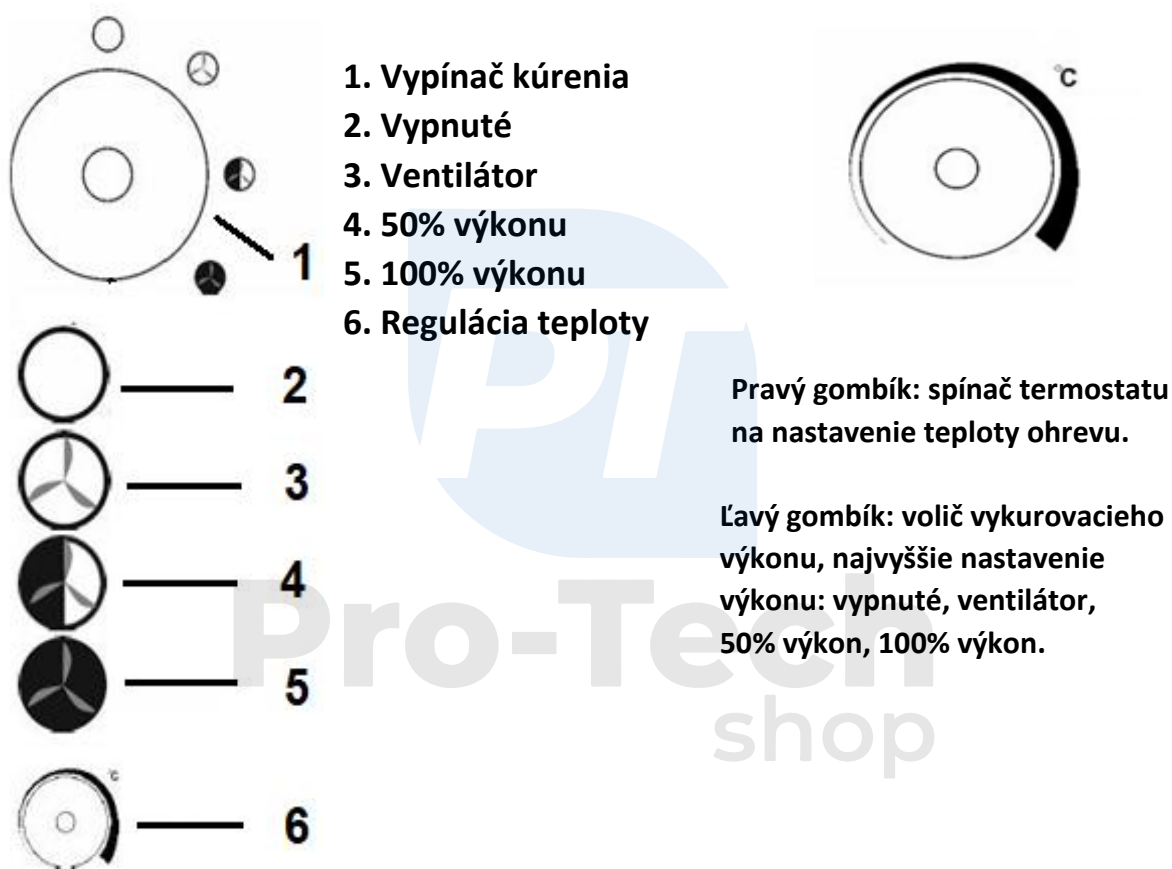 1. Vypínač kúrenia
2. Vypnuté
3. Ventilátor
4. 50% výkonu
5. 100% výkonu
6. Regulácia teploty
°C
1
2
3
4
5
°C
6
Pravý gombík: spínač termostatu
na nastavenie teploty ohrevu.
Ľavý gombík: volič vykurovacieho
výkonu, najvyššie nastavenie
výkonu: vypnuté, ventilátor,
50% výkon, 100% výkon.
PT
Pro-Tech
shop